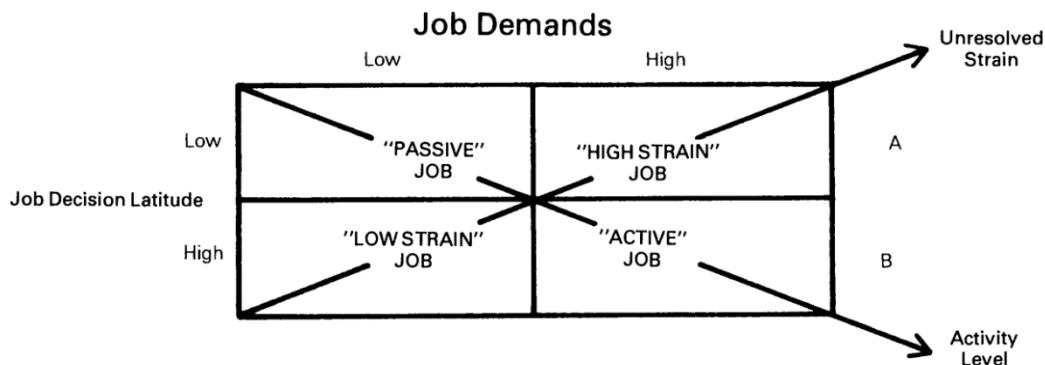 Job Demands
Low
High
Unresolved
Strain
Low
"PASSIVE"
JOB
"HIGH STRAIN"
JOB
A
Job Decision Latitude
High
"LOW STRAIN"
JOB
"ACTIVE"
JOB
B
Activity
Level